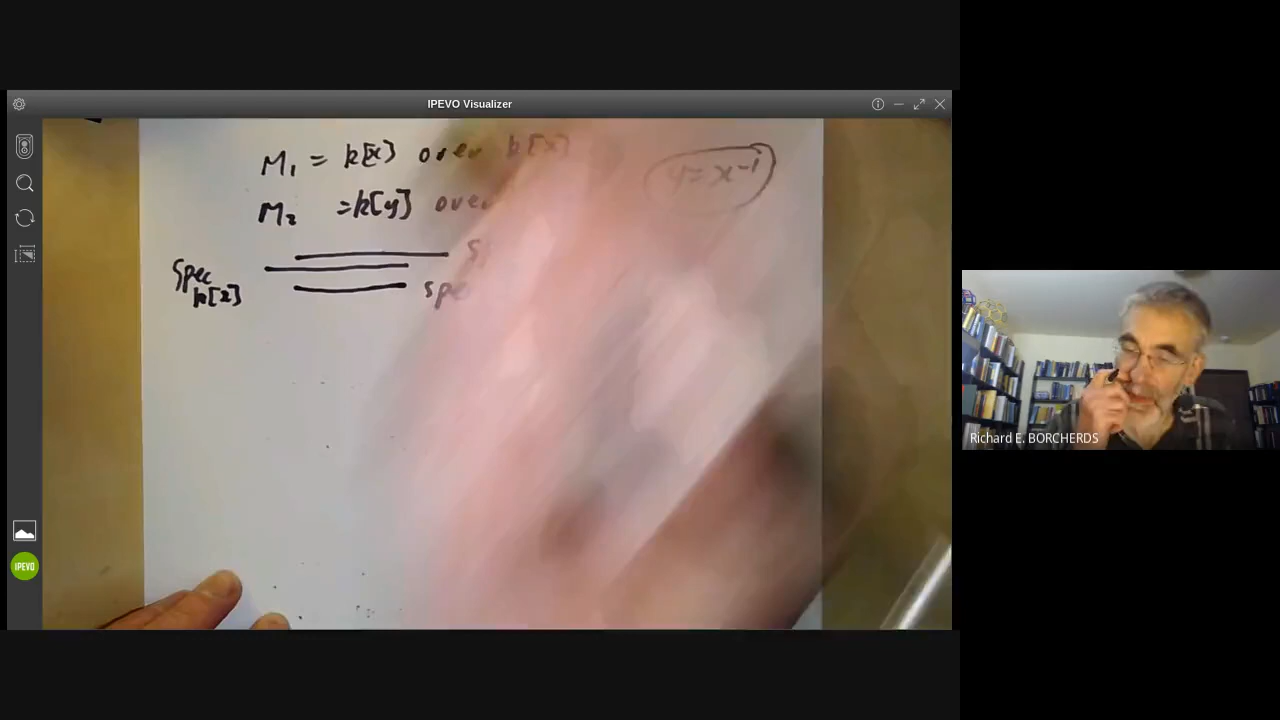 IPEVO Visualizer
M₁ = k[x] over k[x]
y = x⁻¹
M₂ = k[y] over
Spec
k[x]
IPEVO
Richard E. BORCHERDS